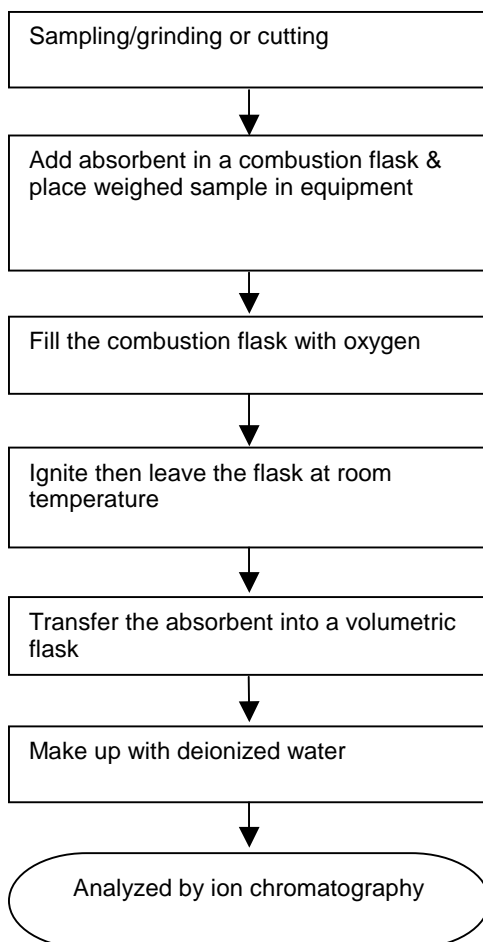 Sampling/grinding or cutting
Add absorbent in a combustion flask &
place weighed sample in equipment
Fill the combustion flask with oxygen
Ignite then leave the flask at room
temperature
Transfer the absorbent into a volumetric
flask
Make up with deionized water
Analyzed by ion chromatography